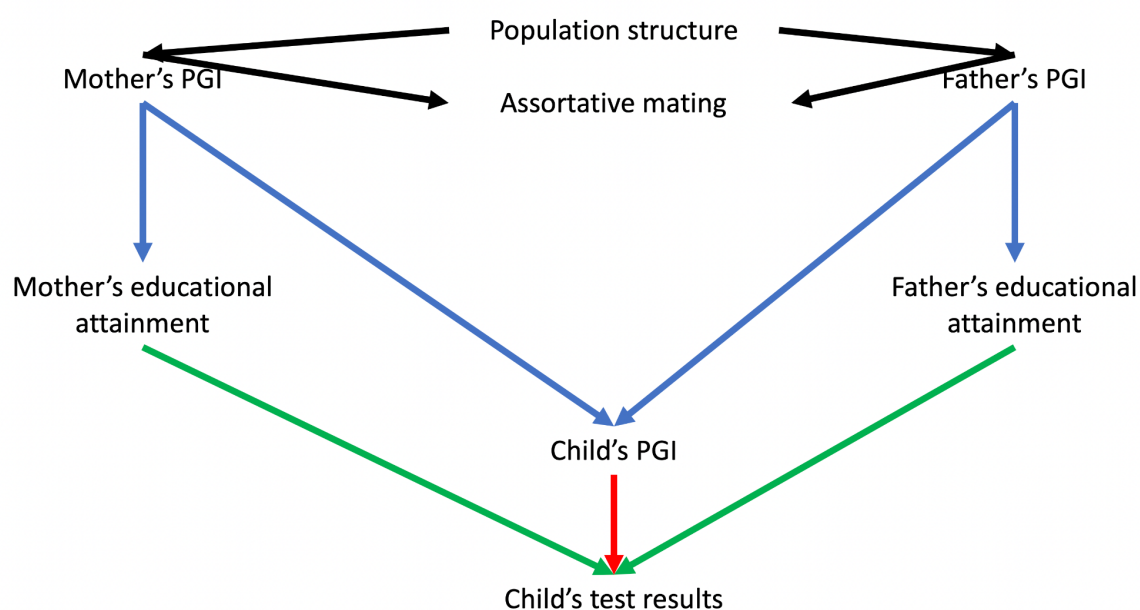 Population structure
Mother’s PGI
Father’s PGI
Assortative mating
Mother’s educational
attainment
Father’s educational
attainment
Child’s PGI
Child’s test results